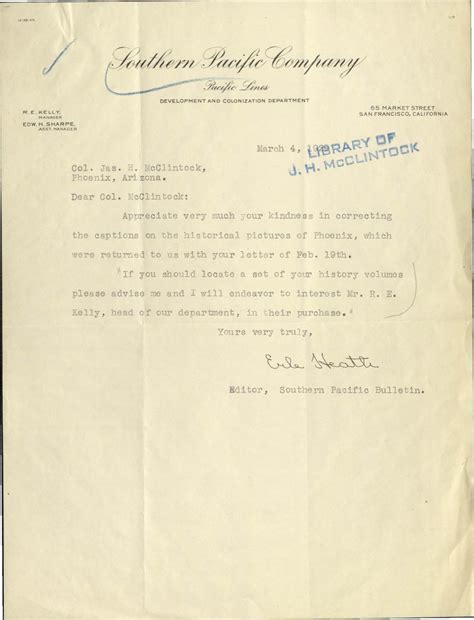 Southern Pacific Company
Pacific Lines
DEVELOPMENT AND COLONIZATION DEPARTMENT
R. E. KELLY,
MANAGER
EDW. H. SHARPE,
ASST. MANAGER
65 MARKET STREET
SAN FRANCISCO, CALIFORNIA
March 4,
LIBRARY OF
J. H. McCLINTOCK
Col. Jas. H. McClintock,
Phoenix, Arizona.
Dear Col. McClintock:
Appreciate very much your kindness in correcting
the captions on the historical pictures of Phoenix, which
were returned to us with your letter of Feb. 19th.
If you should locate a set of your history volumes
please advise me and I will endeavor to interest Mr. R. E.
Kelly, head of our department, in their purchase.
Yours very truly,
Erle Heath
Editor, Southern Pacific Bulletin.